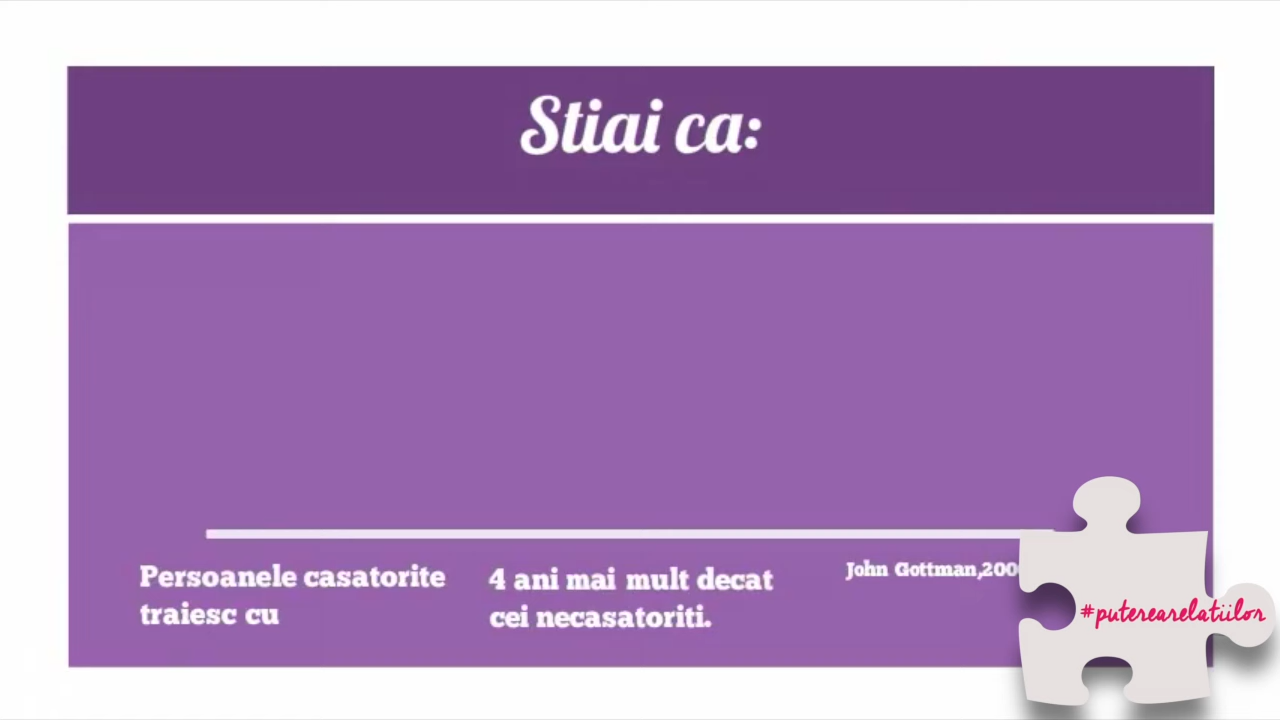 Stiai ca:
Persoanele casatorite
traiesc cu
4 ani mai mult decat
cei necasatoriti.
John Gottman,
#puterearelatiilor